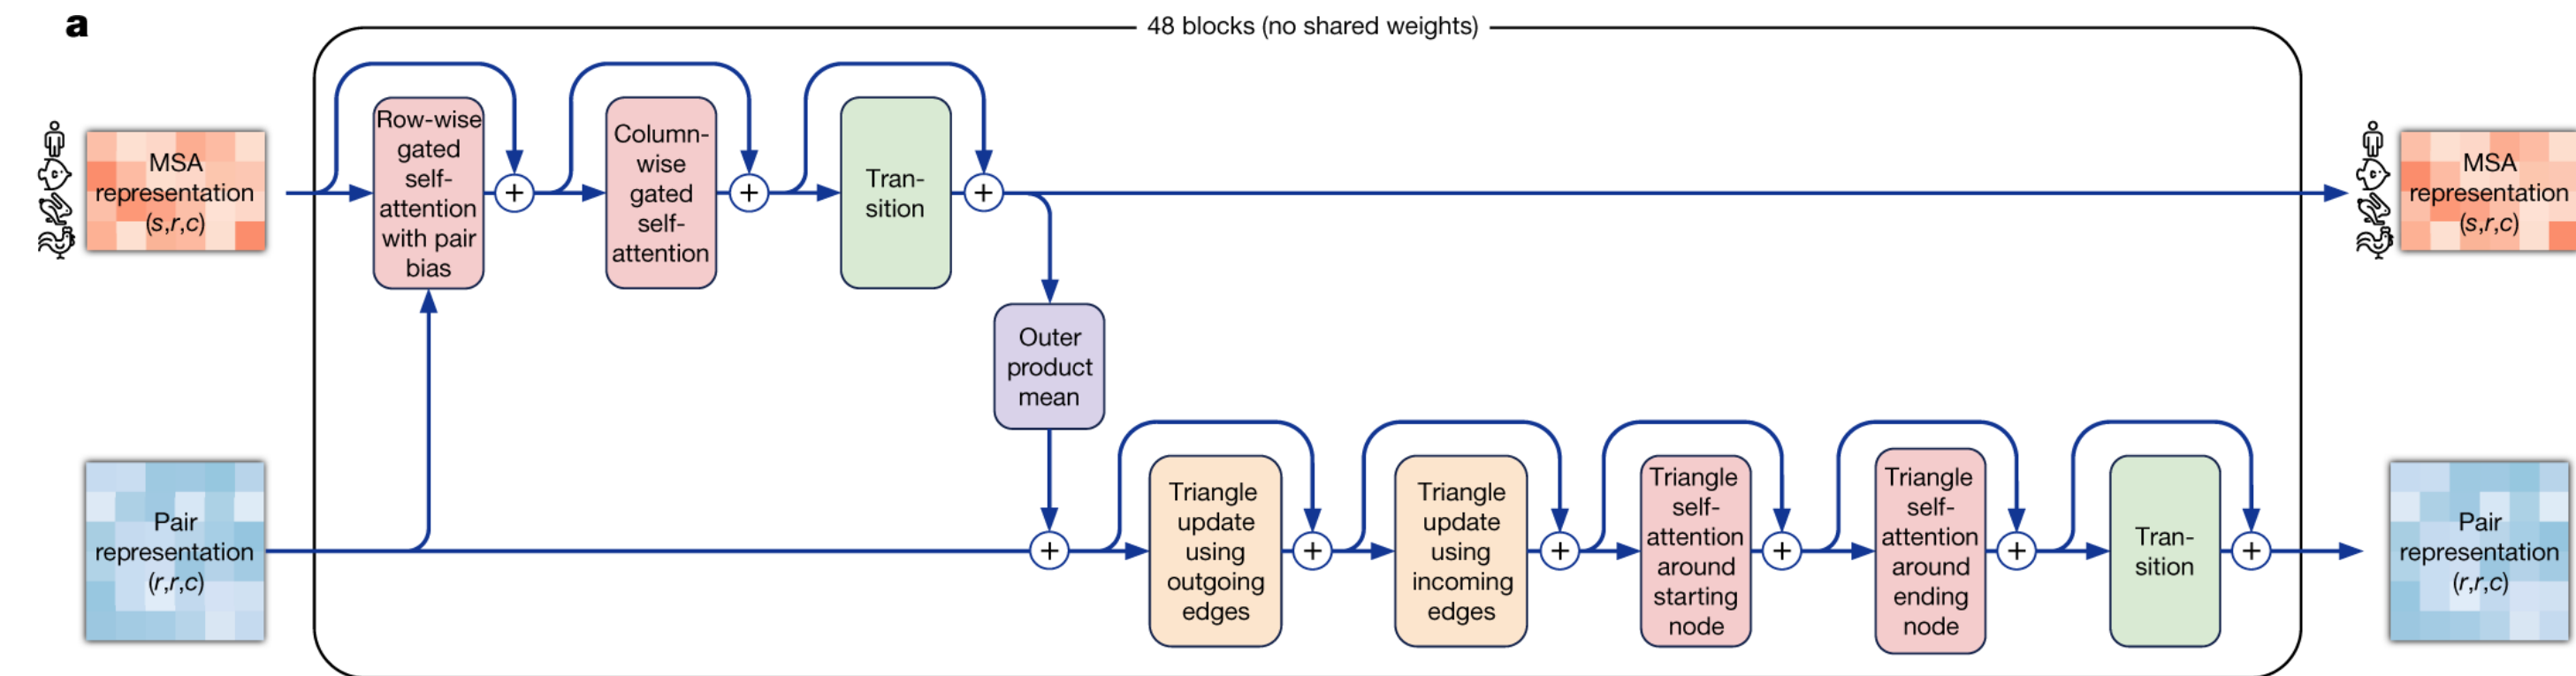 a
48 blocks (no shared weights)
MSA
representation
(s,r,c)
Row-wise
gated
self-
attention
with pair
bias
+
Column-
wise
gated
self-
attention
+
Tran-
sition
+
MSA
representation
(s,r,c)
Outer
product
mean
Pair
representation
(r,r,c)
+
Triangle
update
using
outgoing
edges
+
Triangle
update
using
incoming
edges
+
Triangle
self-
attention
around
starting
node
+
Triangle
self-
attention
around
ending
node
+
Tran-
sition
+
Pair
representation
(r,r,c)